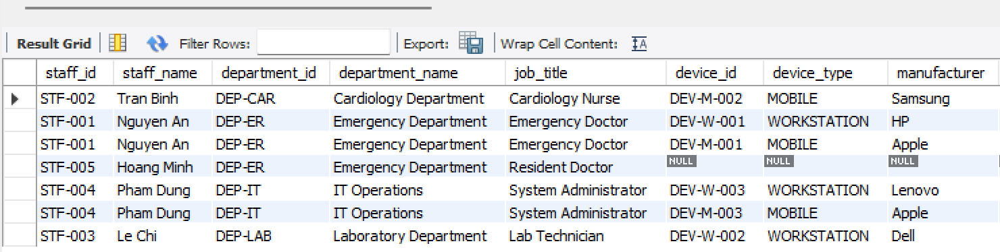 Result Grid Filter Rows: Export: Wrap Cell Content: IA
staff_id staff_name department_id department_name job_title device_id device_type manufacturer
STF-002 Tran Binh DEP-CAR Cardiology Department Cardiology Nurse DEV-M-002 MOBILE Samsung
STF-001 Nguyen An DEP-ER Emergency Department Emergency Doctor DEV-W-001 WORKSTATION HP
STF-001 Nguyen An DEP-ER Emergency Department Emergency Doctor DEV-M-001 MOBILE Apple
STF-005 Hoang Minh DEP-ER Emergency Department Resident Doctor NULL NULL NULL
STF-004 Pham Dung DEP-IT IT Operations System Administrator DEV-W-003 WORKSTATION Lenovo
STF-004 Pham Dung DEP-IT IT Operations System Administrator DEV-M-003 MOBILE Apple
STF-003 Le Chi DEP-LAB Laboratory Department Lab Technician DEV-W-002 WORKSTATION Dell